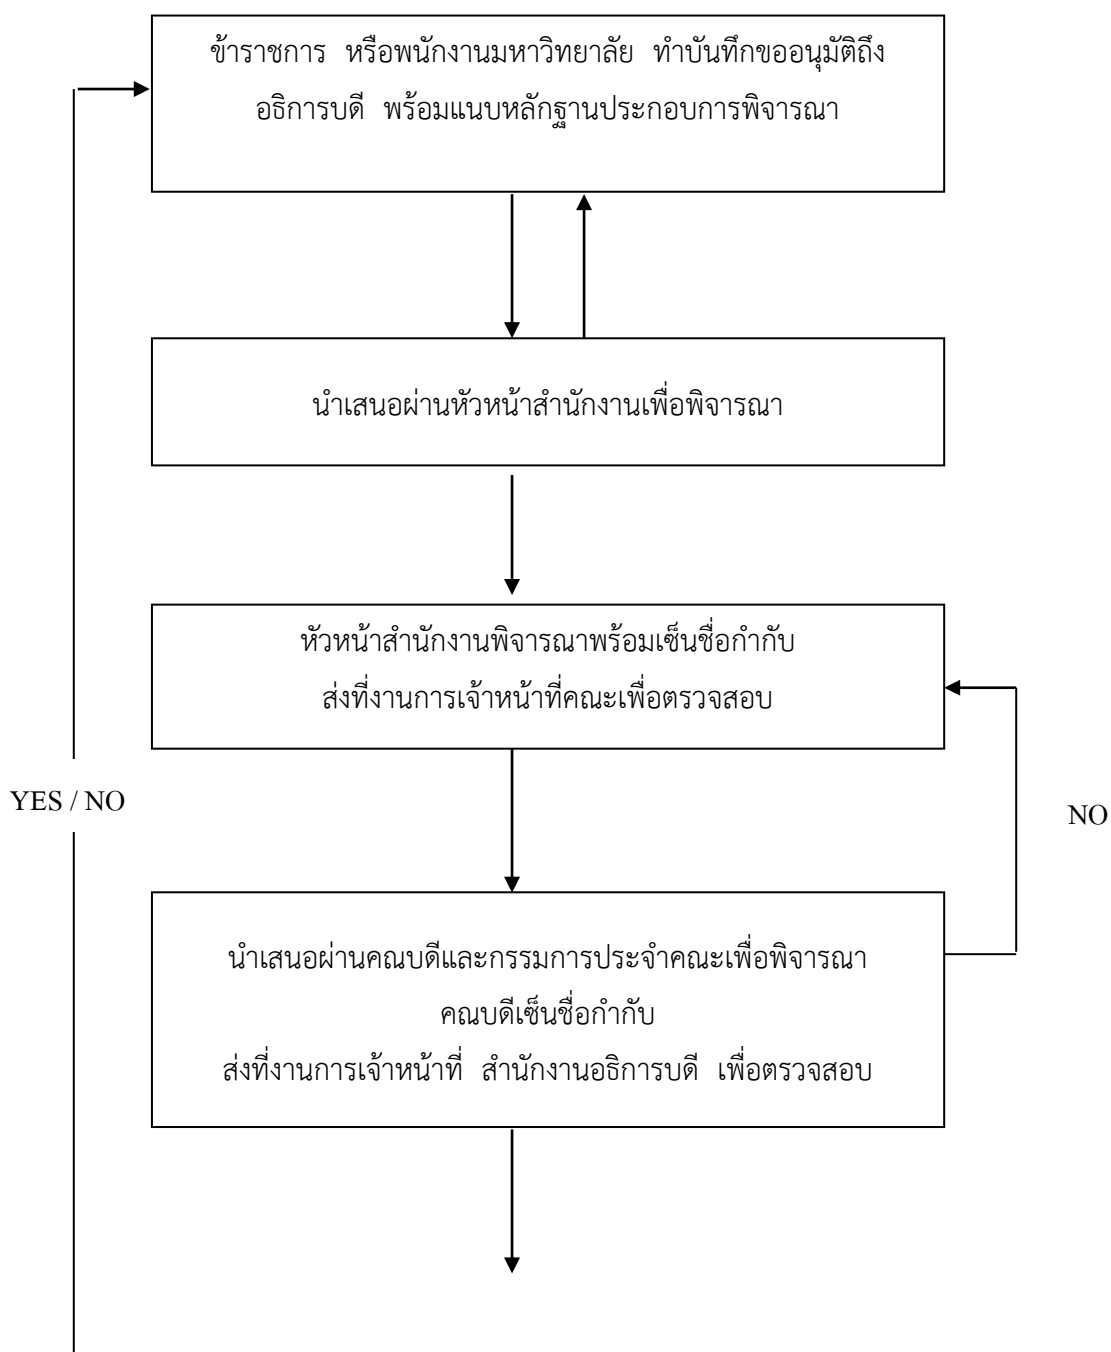 ข้าราชการ หรือพนักงานมหาวิทยาลัย ทำบันทึกขออนุมัติถึง
อธิการบดี พร้อมแนบหลักฐานประกอบการพิจารณา
นำเสนอผ่านหัวหน้าสำนักงานเพื่อพิจารณา
หัวหน้าสำนักงานพิจารณาพร้อมเซ็นชื่อกำกับ
ส่งที่งานการเจ้าหน้าที่คณะเพื่อตรวจสอบ
YES / NO
NO
นำเสนอผ่านคณบดีและกรรมการประจำคณะเพื่อพิจารณา
คณบดีเซ็นชื่อกำกับ
ส่งที่งานการเจ้าหน้าที่ สำนักงานอธิการบดี เพื่อตรวจสอบ